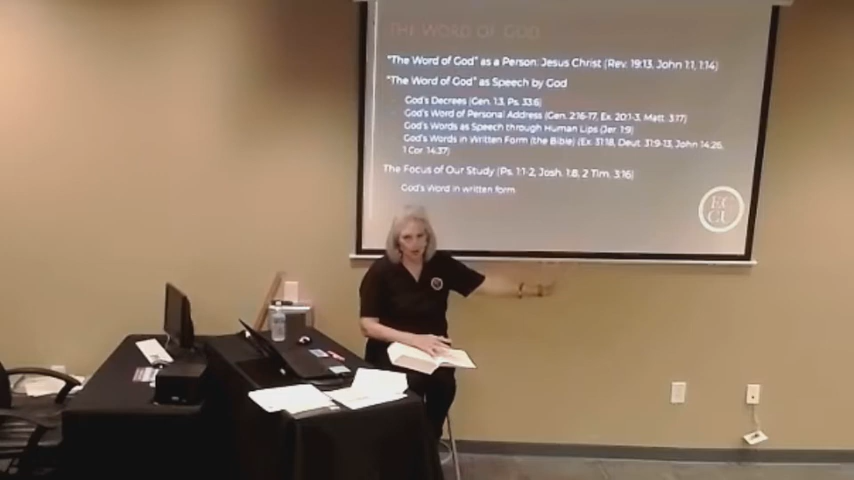 THE WORD OF GOD
"The Word of God" as a Person: Jesus Christ (Rev. 19:13, John 1:1, 1:14)
"The Word of God" as Speech by God
God's Decrees (Gen. 1:3, Ps. 33:6)
God's Word of Personal Address (Gen. 2:16-17, Ex. 20:1-3, Matt. 3:17)
God's Words as Speech through Human Lips (Jer. 1:9)
God's Words in Written Form (the Bible) (Ex. 31:18, Deut. 31:9-13, John 14:26,
1 Cor. 14:37)
The Focus of Our Study (Ps. 1:1-2, Josh. 1:8, 2 Tim. 3:16)
God's Word in written form
EC
CU